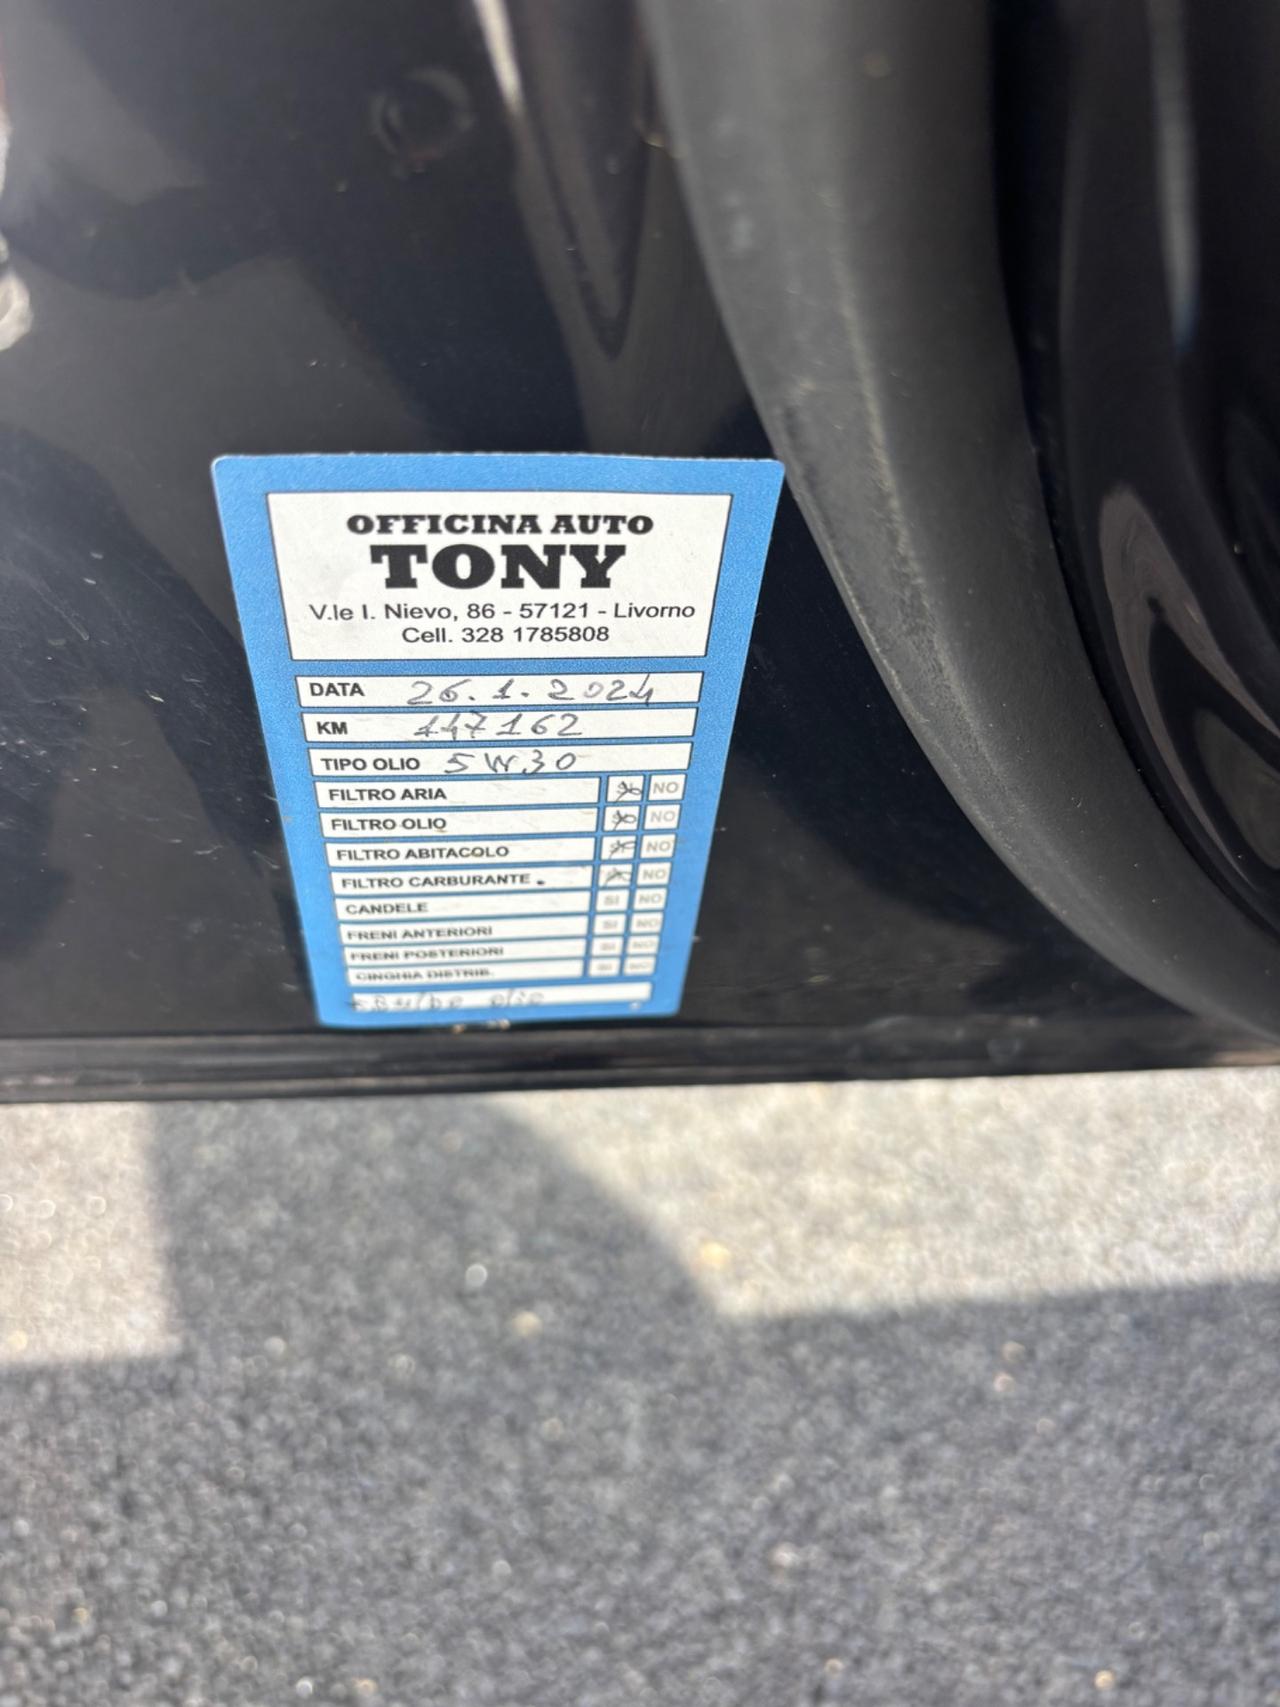 OFFICINA AUTO
TONY
V.le I. Nievo, 86 - 57121 - Livorno
Cell. 328 1785808
DATA 26.1.2024
KM 147162
TIPO OLIO 5W30
FILTRO ARIA NO
FILTRO OLIO NO
FILTRO ABITACOLO NO
FILTRO CARBURANTE. NO
CANDELE SI NO
FRENI ANTERIORI SI NO
FRENI POSTERIORI SI NO
CINGHIA DISTRIB. SI NO
olio